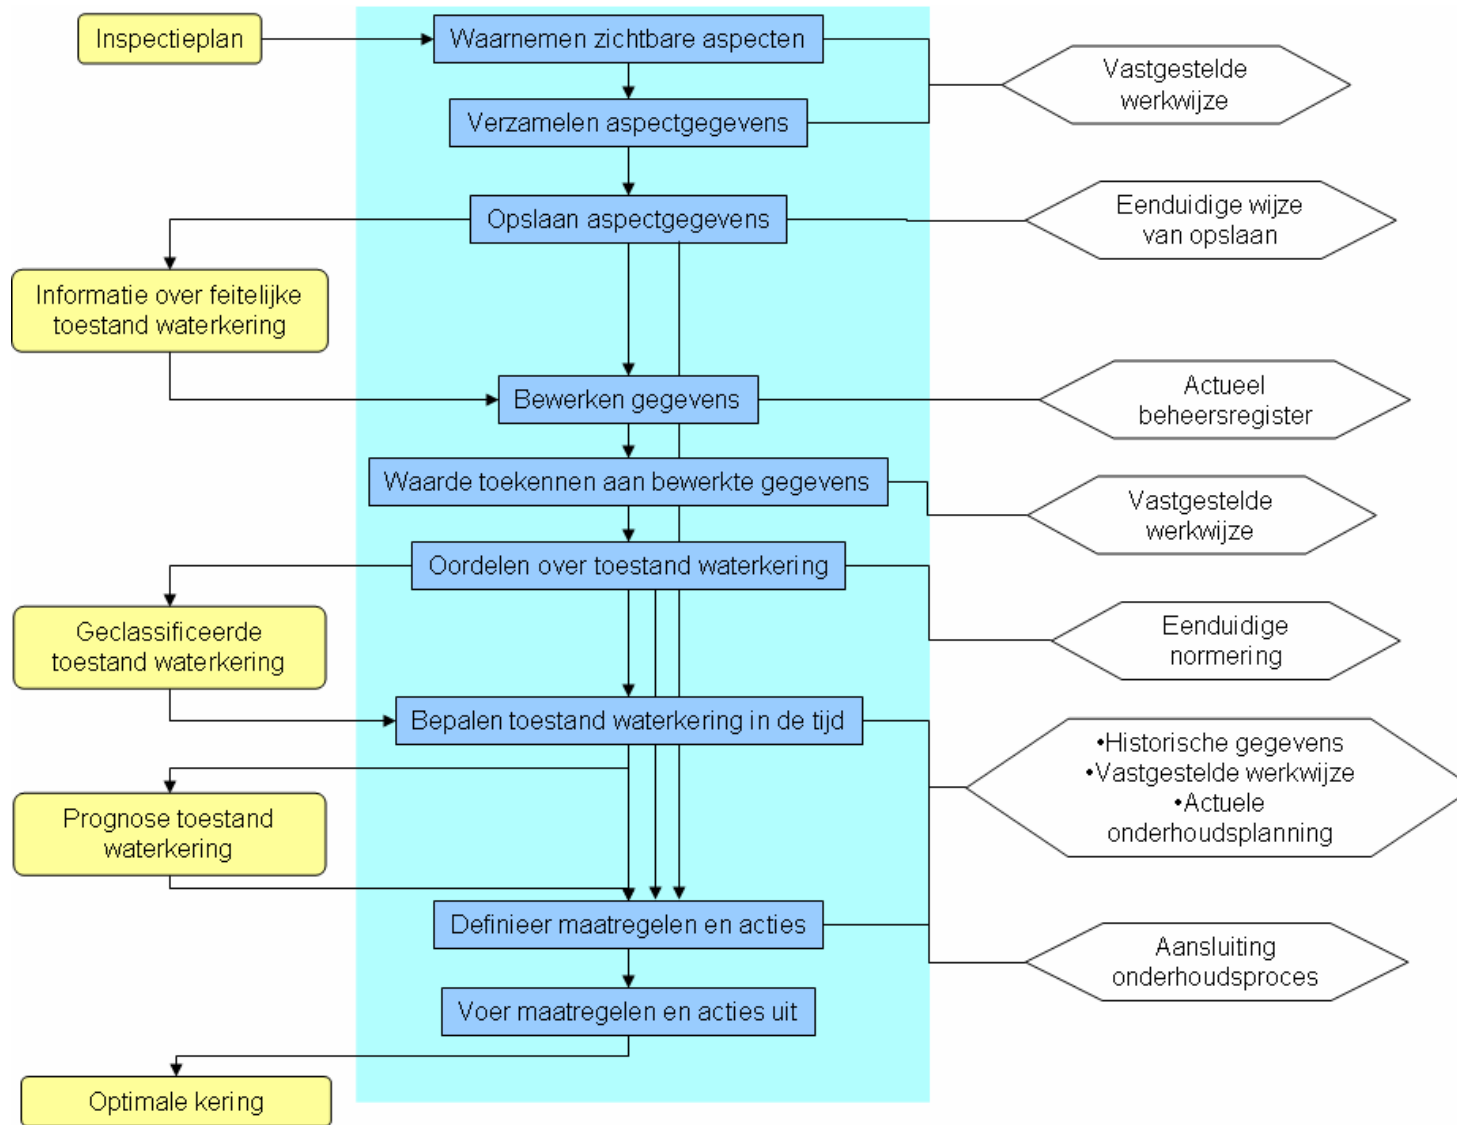 Inspectieplan
Waarnemen zichtbare aspecten
Vastgestelde
werkwijze
Verzamelen aspectgegevens
Opslaan aspectgegevens
Eenduidige wijze
van opslaan
Informatie over feitelijke
toestand waterkering
Bewerken gegevens
Actueel
beheersregister
Waarde toekennen aan bewerkte gegevens
Vastgestelde
werkwijze
Oordelen over toestand waterkering
Geclassificeerde
toestand waterkering
Eenduidige
normering
Bepalen toestand waterkering in de tijd
•Historische gegevens
•Vastgestelde werkwijze
•Actuele
onderhoudsplanning
Prognose toestand
waterkering
Definieer maatregelen en acties
Aansluiting
onderhoudsproces
Voer maatregelen en acties uit
Optimale kering